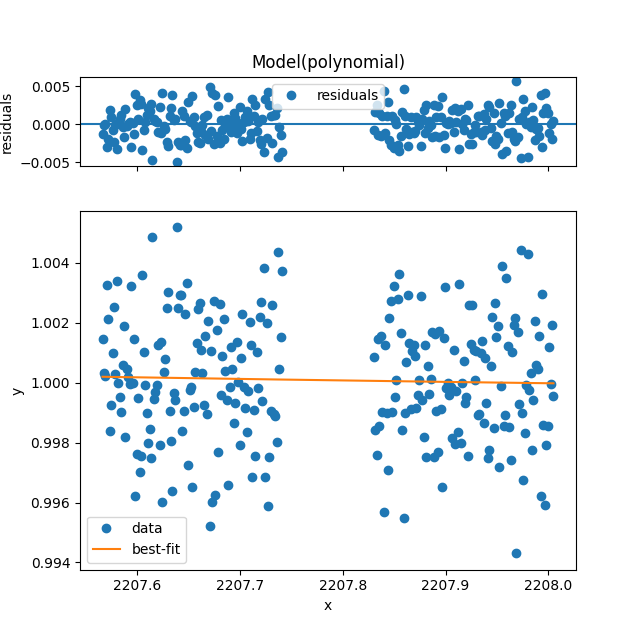 Model(polynomial)
residuals
0.005
0.000
−0.005
residuals
y
1.004
1.002
1.000
0.998
0.996
0.994
data
best-fit
2207.6 2207.7 2207.8 2207.9 2208.0
x